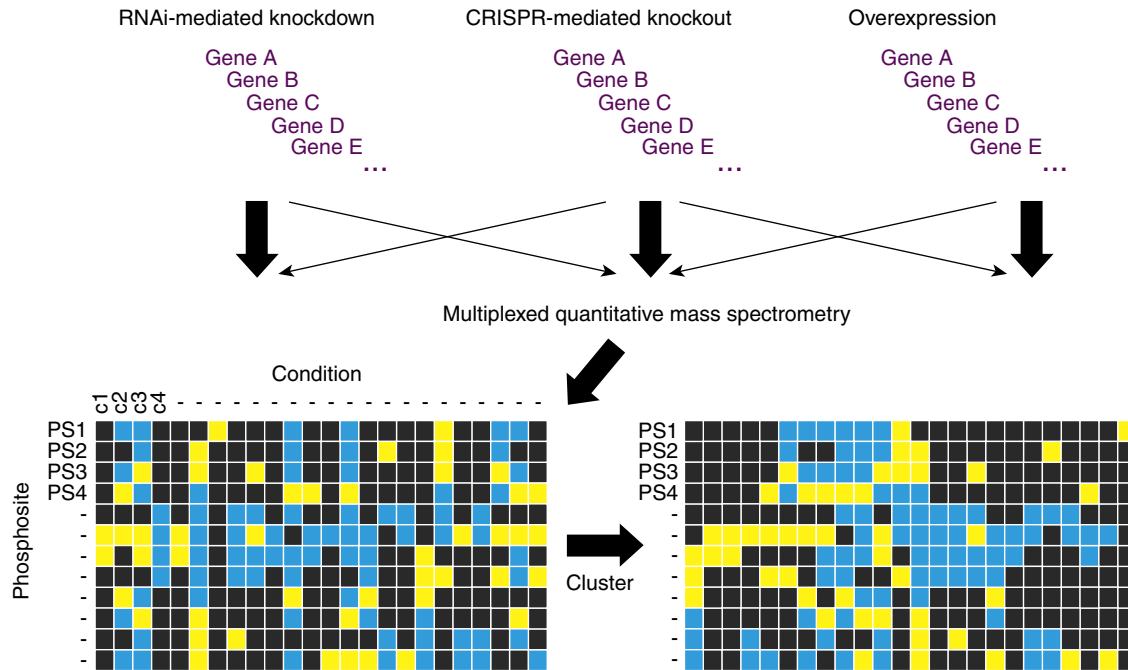 RNAi-mediated knockdown CRISPR-mediated knockout Overexpression
Gene A Gene A Gene A
Gene B Gene B Gene B
Gene C Gene C Gene C
Gene D Gene D Gene D
Gene E Gene E Gene E
... ... ...
Multiplexed quantitative mass spectrometry
Condition
c1 c2 c3 c4 - - - - - - - - - - - - - - - - - - - -
PS1 PS1
PS2 PS2
PS3 PS3
PS4 PS4
- -
- -
- -
- -
- -
- -
- -
- -
Phosphosite
Cluster